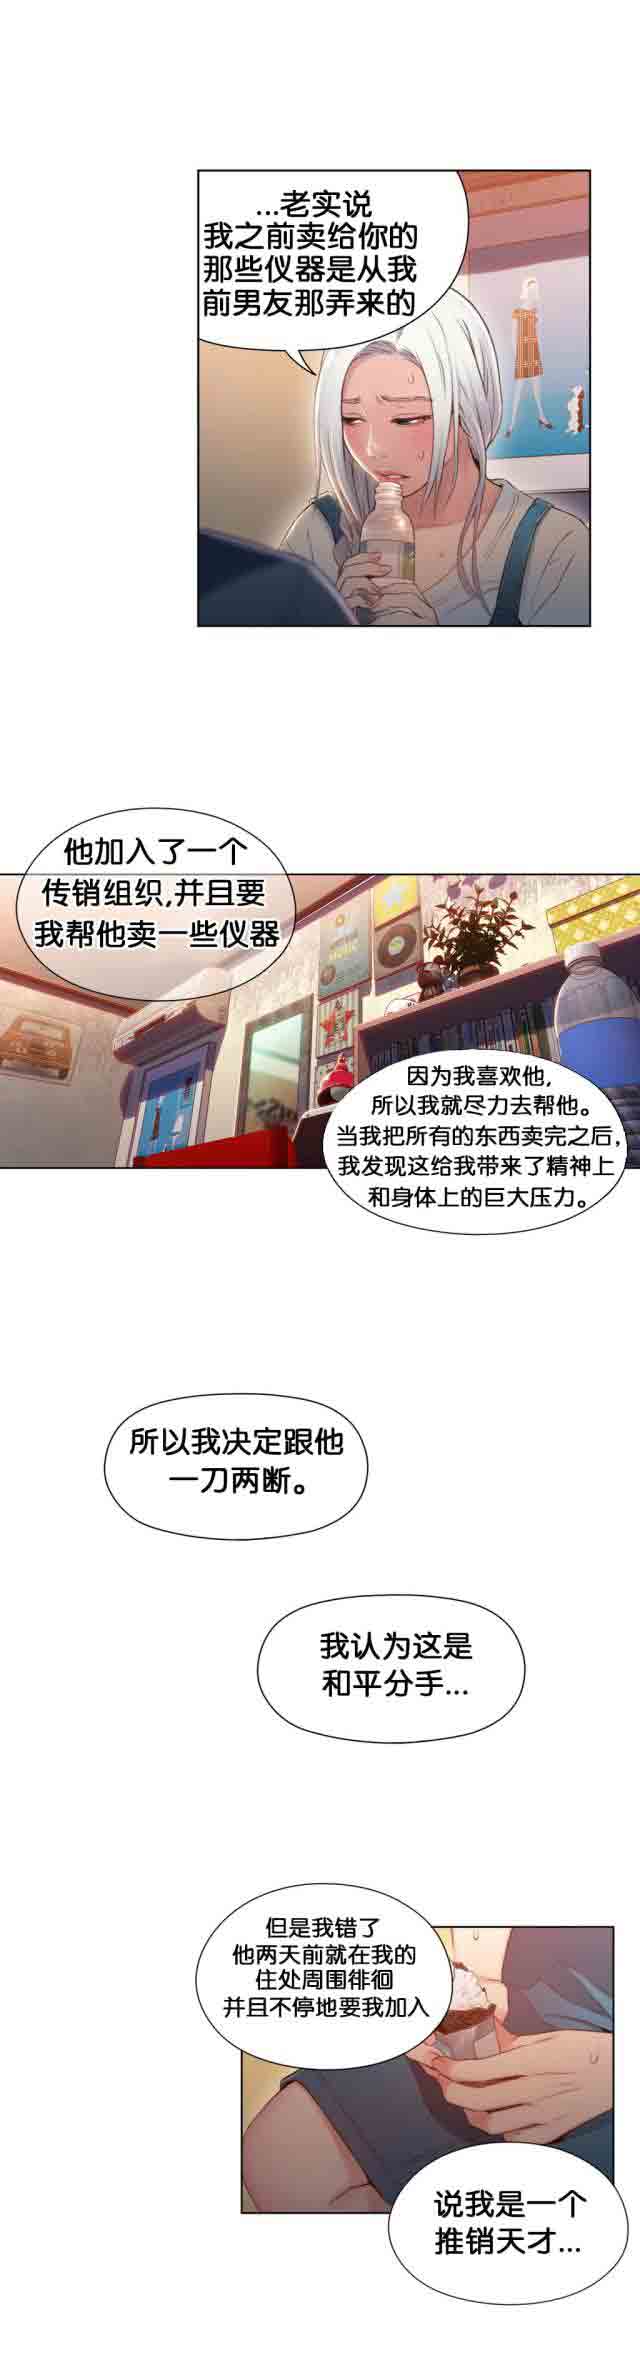 ...老实说
我之前卖给你的
那些仪器是从我
前男友那弄来的
他加入了一个
传销组织,并且要
我帮他卖一些仪器
因为我喜欢他,
所以我就尽力去帮他。
当我把所有的东西卖完之后,
我发现这给我带来了精神上
和身体上的巨大压力。
所以我决定跟他
一刀两断。
我认为这是
和平分手...
但是我错了
他两天前就在我的
住处周围徘徊
并且不停地要我加入
说我是一个
推销天才...